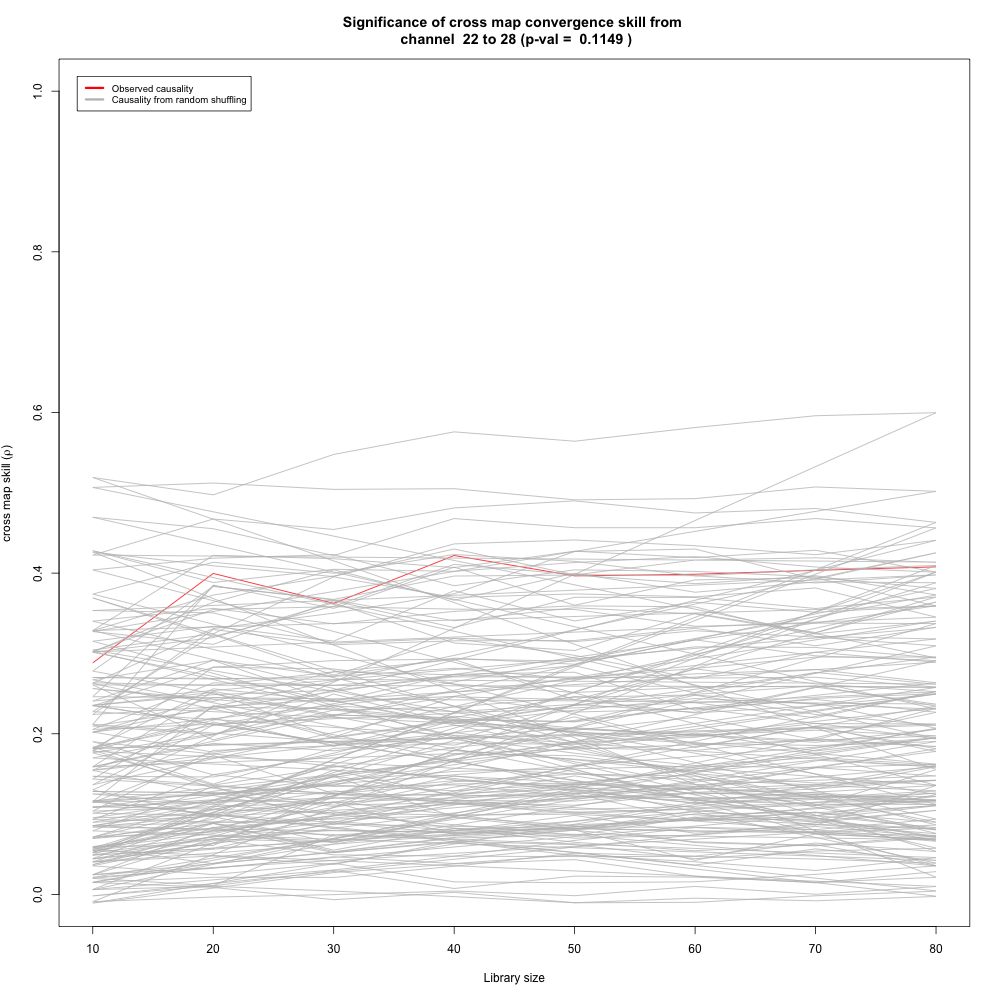 Significance of cross map convergence skill from
channel  22 to 28 (p-val =  0.1149 )
Observed causality
Causality from random shuffling
1.0
0.8
0.6
0.4
0.2
0.0
cross map skill (ρ)
10 20 30 40 50 60 70 80
Library size